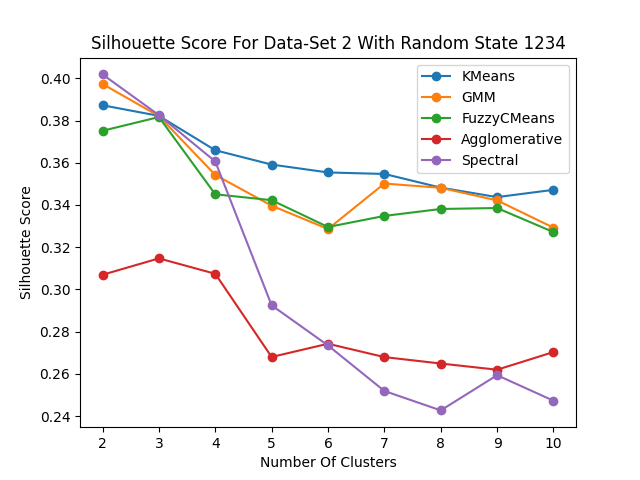 Silhouette Score For Data-Set 2 With Random State 1234
KMeans
GMM
FuzzyCMeans
Agglomerative
Spectral
Silhouette Score
0.40
0.38
0.36
0.34
0.32
0.30
0.28
0.26
0.24
2 3 4 5 6 7 8 9 10
Number Of Clusters